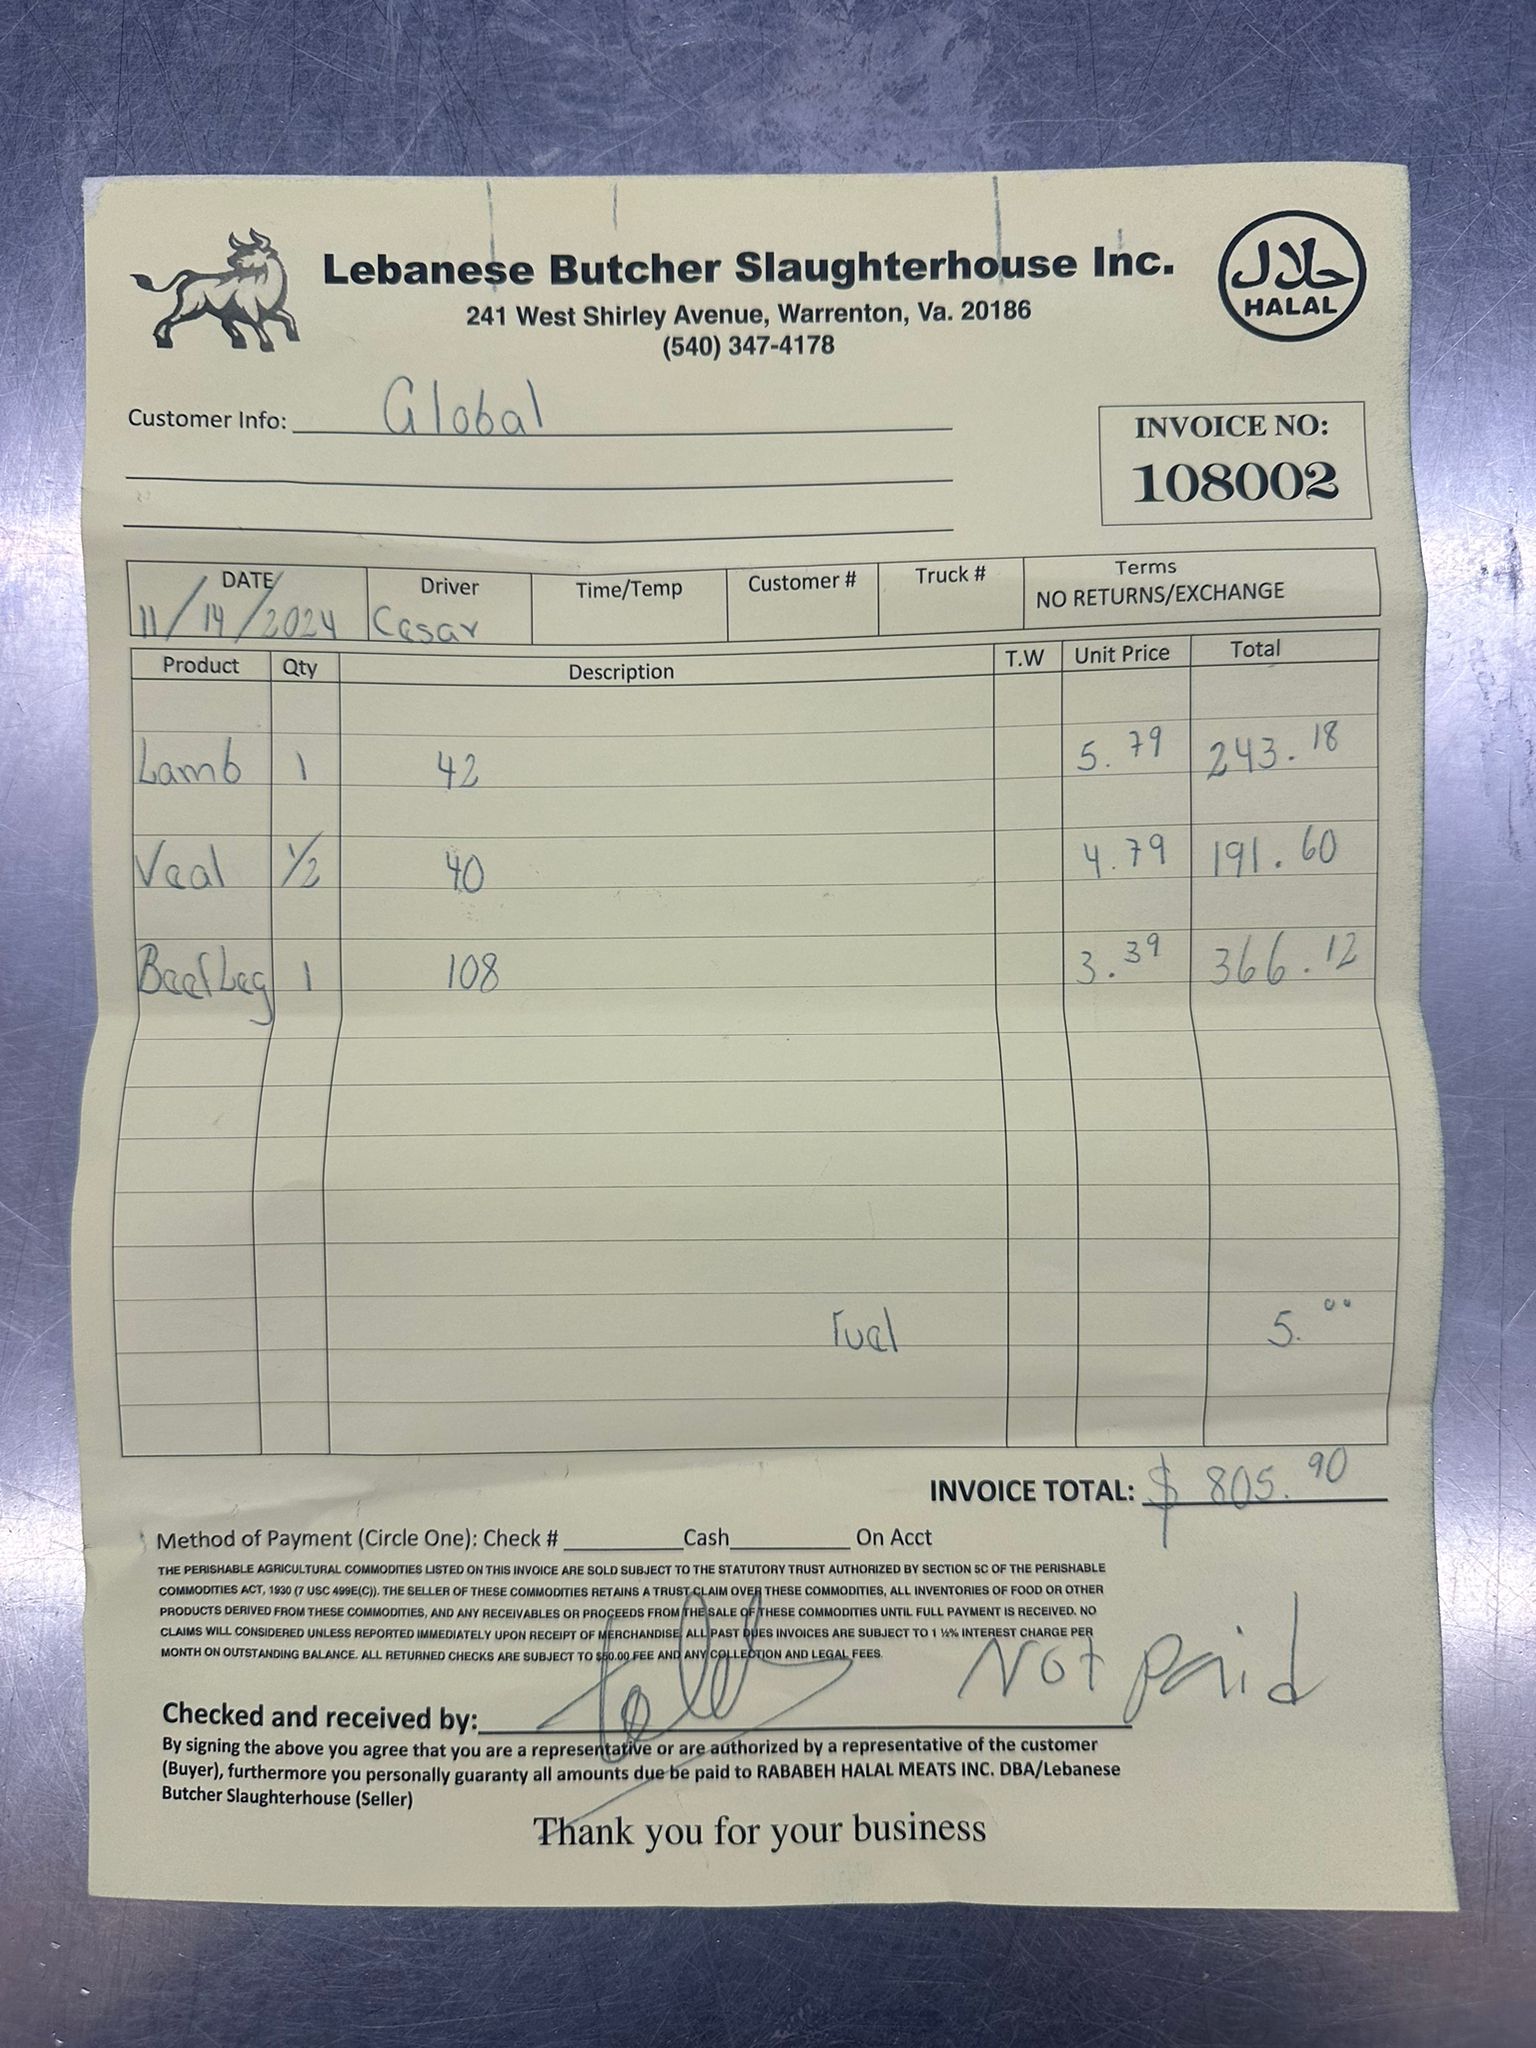 Lebanese Butcher Slaughterhouse Inc.
حلال
HALAL
241 West Shirley Avenue, Warrenton, Va. 20186
(540) 347-4178
Customer Info: Global
INVOICE NO:
108002
DATE Driver Time/Temp Customer # Truck # Terms
11/14/2024 Cesar NO RETURNS/EXCHANGE
Product Qty Description T.W Unit Price Total
Lamb 1 42 5.79 243.18
Veal 1/2 40 4.79 191.60
Beef Leg 1 108 3.39 366.12
Fuel 5.00
INVOICE TOTAL: $ 805.90
Method of Payment (Circle One): Check # Cash On Acct
THE PERISHABLE AGRICULTURAL COMMODITIES LISTED ON THIS INVOICE ARE SOLD SUBJECT TO THE STATUTORY TRUST AUTHORIZED BY SECTION 5C OF THE PERISHABLE
COMMODITIES ACT, 1930 (7 USC 499E(C)). THE SELLER OF THESE COMMODITIES RETAINS A TRUST CLAIM OVER THESE COMMODITIES, ALL INVENTORIES OF FOOD OR OTHER
PRODUCTS DERIVED FROM THESE COMMODITIES, AND ANY RECEIVABLES OR PROCEEDS FROM THE SALE OF THESE COMMODITIES UNTIL FULL PAYMENT IS RECEIVED. NO
CLAIMS WILL CONSIDERED UNLESS REPORTED IMMEDIATELY UPON RECEIPT OF MERCHANDISE. ALL PAST DUES INVOICES ARE SUBJECT TO 1 ½% INTEREST CHARGE PER
MONTH ON OUTSTANDING BALANCE. ALL RETURNED CHECKS ARE SUBJECT TO $50.00 FEE AND ANY COLLECTION AND LEGAL FEES.
Not paid
Checked and received by:
By signing the above you agree that you are a representative or are authorized by a representative of the customer
(Buyer), furthermore you personally guaranty all amounts due be paid to RABABEH HALAL MEATS INC. DBA/Lebanese
Butcher Slaughterhouse (Seller)
Thank you for your business